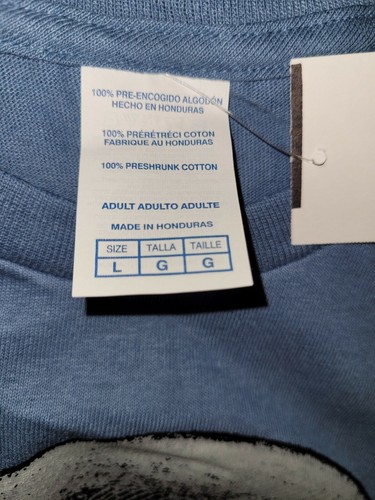 100% PRE-ENCOGIDO ALGODÓN
HECHO EN HONDURAS
100% PRÉRÉTRÉCI COTON
FABRIQUE AU HONDURAS
100% PRESHRUNK COTTON
ADULT ADULTO ADULTE
MADE IN HONDURAS
SIZE TALLA TAILLE
L G G